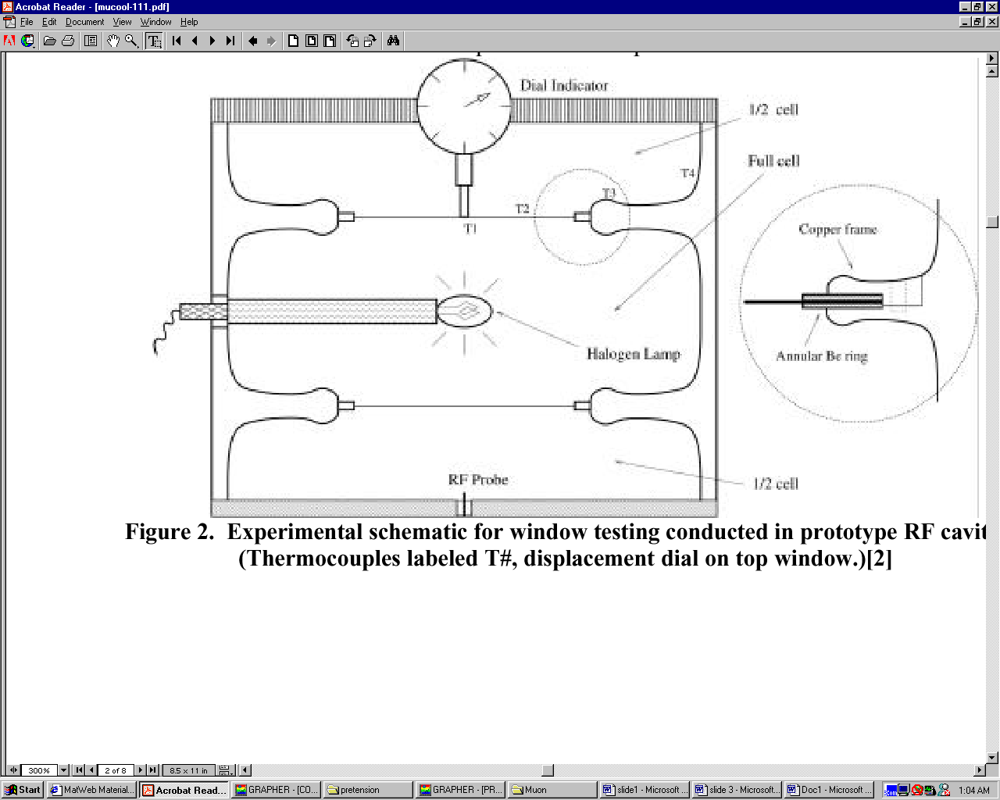 Acrobat Reader - [mucool-111.pdf]
File Edit Document View Window Help
Dial Indicator
1/2 cell
Full cell
T4
T3
T2
T1
Copper frame
Annular Be ring
Halogen Lamp
RF Probe
1/2 cell
Figure 2. Experimental schematic for window testing conducted in prototype RF cavit
(Thermocouples labeled T#, displacement dial on top window.)[2]
300% 2 of 8 8.5 x 11 in
Start MatWeb Material... Acrobat Read... GRAPHER - [CO... pretension GRAPHER - [PR... Muon slide1 - Microsoft ... slide 3 - Microsoft... Doc1 - Microsoft ... 1:04 AM